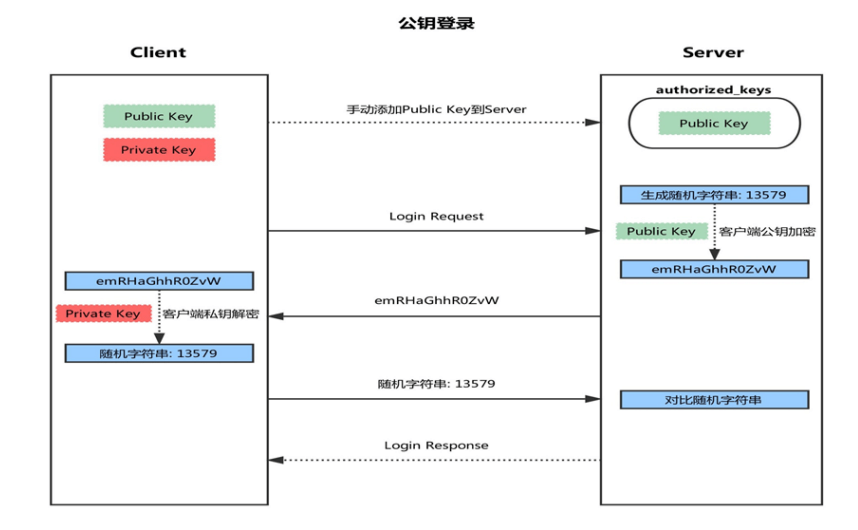 公钥登录
Client
Server
authorized_keys
Public Key
手动添加Public Key到Server
Public Key
Private Key
生成随机字符串: 13579
Login Request
Public Key
客户端公钥加密
emRHaGhhR0ZvW
emRHaGhhR0ZvW
emRHaGhhR0ZvW
Private Key
客户端私钥解密
随机字符串: 13579
随机字符串: 13579
对比随机字符串
Login Response